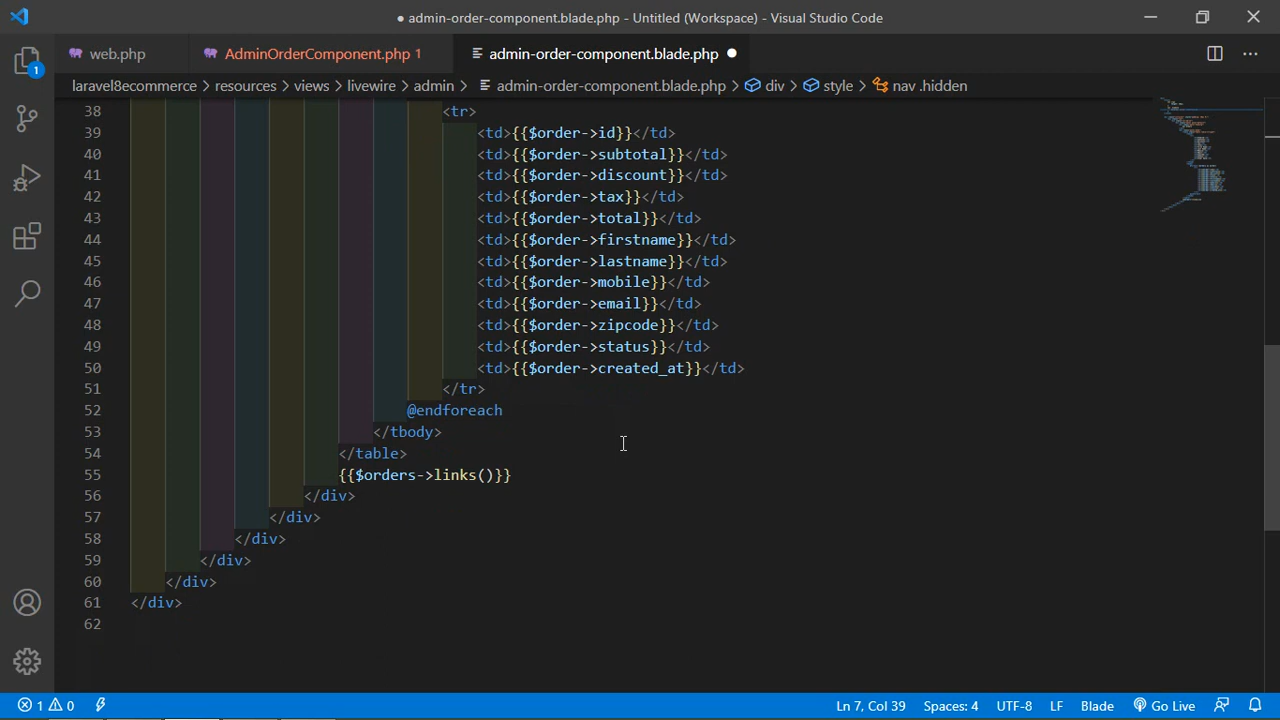 ● admin-order-component.blade.php - Untitled (Workspace) - Visual Studio Code
web.php AdminOrderComponent.php 1 admin-order-component.blade.php ●
laravel8ecommerce > resources > views > livewire > admin > admin-order-component.blade.php > div > style > nav .hidden
1
38 <tr>
39 <td>{{$order->id}}</td>
40 <td>{{$order->subtotal}}</td>
41 <td>{{$order->discount}}</td>
42 <td>{{$order->tax}}</td>
43 <td>{{$order->total}}</td>
44 <td>{{$order->firstname}}</td>
45 <td>{{$order->lastname}}</td>
46 <td>{{$order->mobile}}</td>
47 <td>{{$order->email}}</td>
48 <td>{{$order->zipcode}}</td>
49 <td>{{$order->status}}</td>
50 <td>{{$order->created_at}}</td>
51 </tr>
52 @endforeach
53 </tbody>
54 </table>
55 {{$orders->links()}}
56 </div>
57 </div>
58 </div>
59 </div>
60 </div>
61 </div>
62
1 0 Ln 7, Col 39 Spaces: 4 UTF-8 LF Blade Go Live